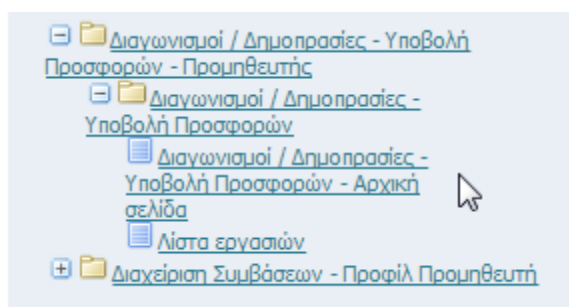 Διαγωνισμοί / Δημοπρασίες - Υποβολή
Προσφορών - Προμηθευτής
Διαγωνισμοί / Δημοπρασίες -
Υποβολή Προσφορών
Διαγωνισμοί / Δημοπρασίες -
Υποβολή Προσφορών - Αρχική
σελίδα
Λίστα εργασιών
Διαχείριση Συμβάσεων - Προφίλ Προμηθευτή